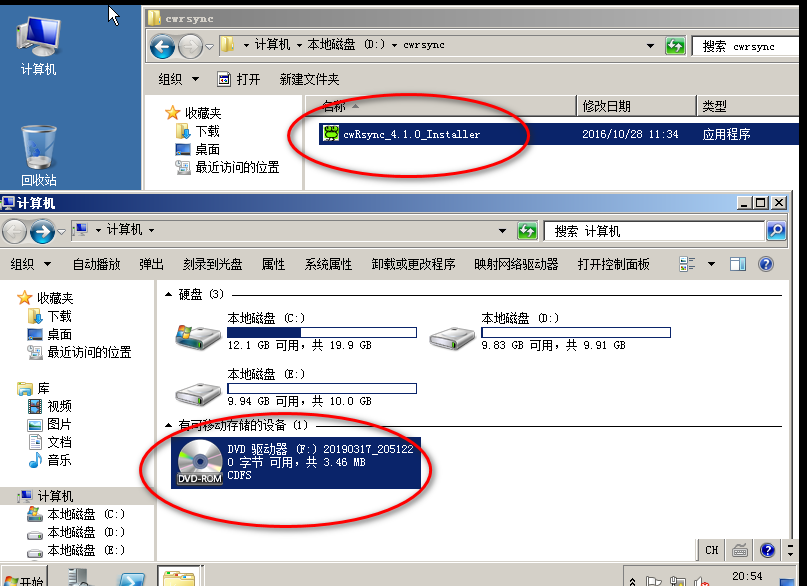 计算机
回收站
cwrsync
计算机 本地磁盘 (D:) cwrsync
搜索 cwrsync
组织 打开 新建文件夹
收藏夹
下载
桌面
最近访问的位置
名称 修改日期 类型
cwRsync_4.1.0_Installer 2016/10/28 11:34 应用程序
计算机
计算机
搜索 计算机
组织 自动播放 弹出 刻录到光盘 属性 系统属性 卸载或更改程序 映射网络驱动器 打开控制面板
收藏夹
下载
桌面
最近访问的位置
库
视频
图片
文档
音乐
计算机
本地磁盘 (C:)
本地磁盘 (D:)
本地磁盘 (E:)
硬盘 (3)
本地磁盘 (C:)
12.1 GB 可用，共 19.9 GB
本地磁盘 (D:)
9.83 GB 可用，共 9.91 GB
本地磁盘 (E:)
9.94 GB 可用，共 10.0 GB
有可移动存储的设备 (1)
DVD 驱动器 (F:) 20190317_205122
0 字节 可用，共 3.46 MB
CDFS
DVD-ROM
CH
开始
20:54